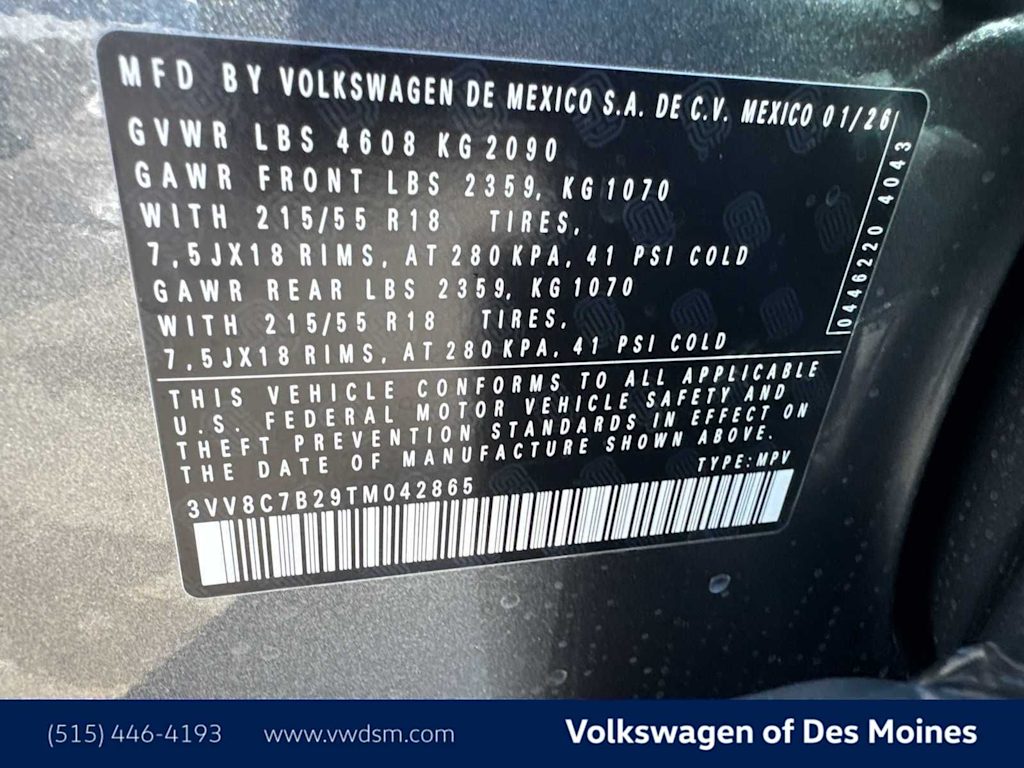 MFD BY VOLKSWAGEN DE MEXICO S.A. DE C.V. MEXICO 01/26
GVWR LBS 4608 KG 2090
GAWR FRONT LBS 2359, KG1070
WITH 215/55 R18 TIRES,
7,5JX18 RIMS, AT 280 KPA, 41 PSI COLD
GAWR REAR LBS 2359, KG1070
WITH 215/55 R18 TIRES,
7,5JX18 RIMS, AT 280 KPA, 41 PSI COLD
0446220 4043
THIS VEHICLE CONFORMS TO ALL APPLICABLE
U.S. FEDERAL MOTOR VEHICLE SAFETY AND
THEFT PREVENTION STANDARDS IN EFFECT ON
THE DATE OF MANUFACTURE SHOWN ABOVE.
TYPE:MPV
3VV8C7B29TM042865
(515) 446-4193 www.vwdsm.com Volkswagen of Des Moines